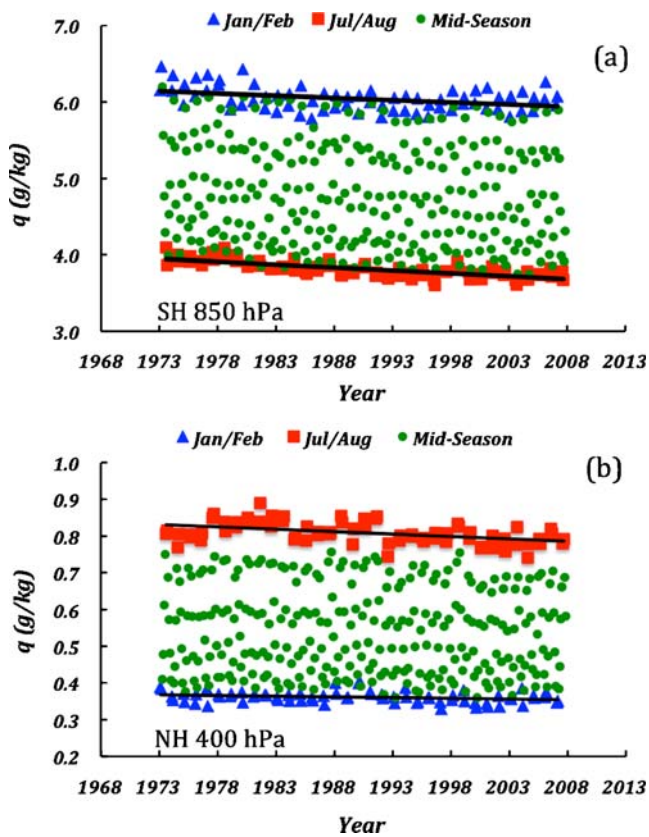 Jan/Feb Jul/Aug Mid-Season
7.0
(a)
6.0
5.0
4.0
3.0
q (g/kg)
SH 850 hPa
1968 1973 1978 1983 1988 1993 1998 2003 2008 2013
Year
Jan/Feb Jul/Aug Mid-Season
1.0
(b)
0.9
0.8
0.7
0.6
0.5
0.4
0.3
0.2
q (g/kg)
NH 400 hPa
1968 1973 1978 1983 1988 1993 1998 2003 2008 2013
Year